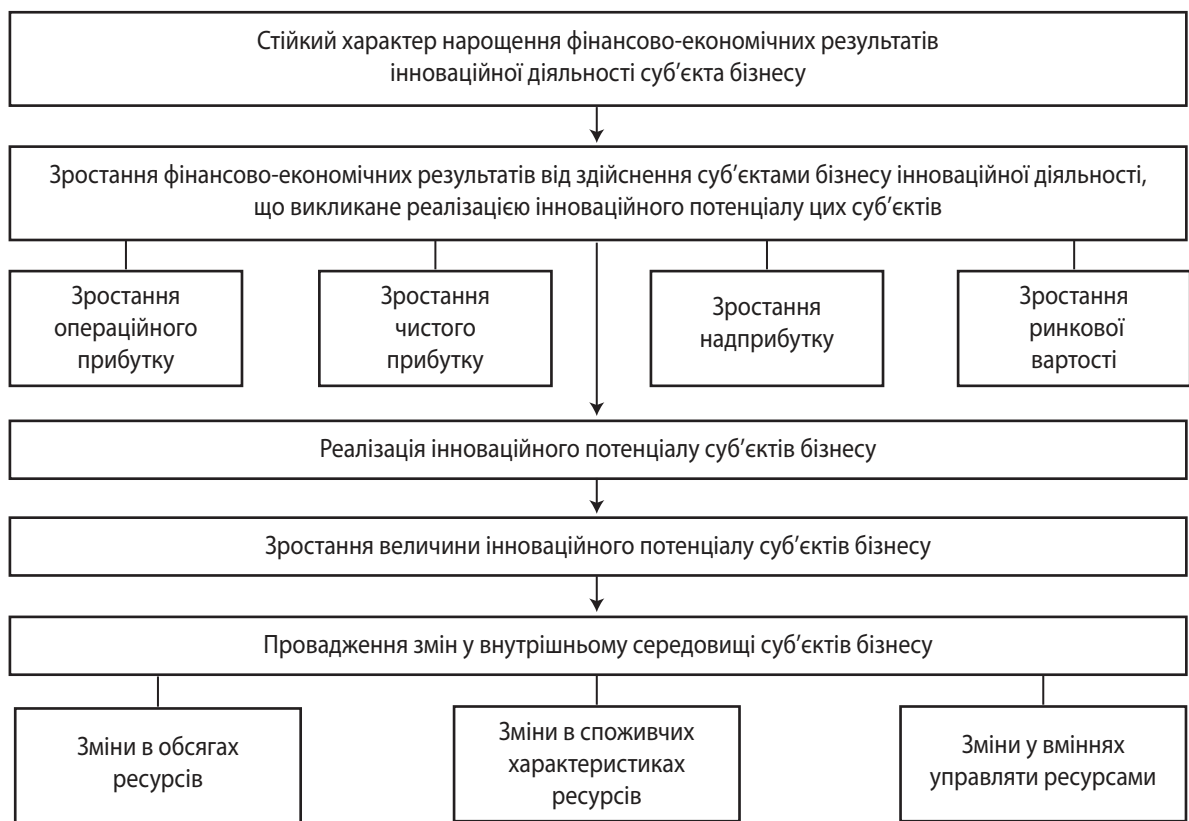 Стійкий характер нарощення фінансово-економічних результатів
інноваційної діяльності суб’єкта бізнесу
Зростання фінансово-економічних результатів від здійснення суб’єктами бізнесу інноваційної діяльності,
що викликане реалізацією інноваційного потенціалу цих суб’єктів
Зростання
операційного
прибутку
Зростання
чистого
прибутку
Зростання
надприбутку
Зростання
ринкової
вартості
Реалізація інноваційного потенціалу суб’єктів бізнесу
Зростання величини інноваційного потенціалу суб’єктів бізнесу
Провадження змін у внутрішньому середовищі суб’єктів бізнесу
Зміни в обсягах
ресурсів
Зміни в споживчих
характеристиках
ресурсів
Зміни у вміннях
управляти ресурсами